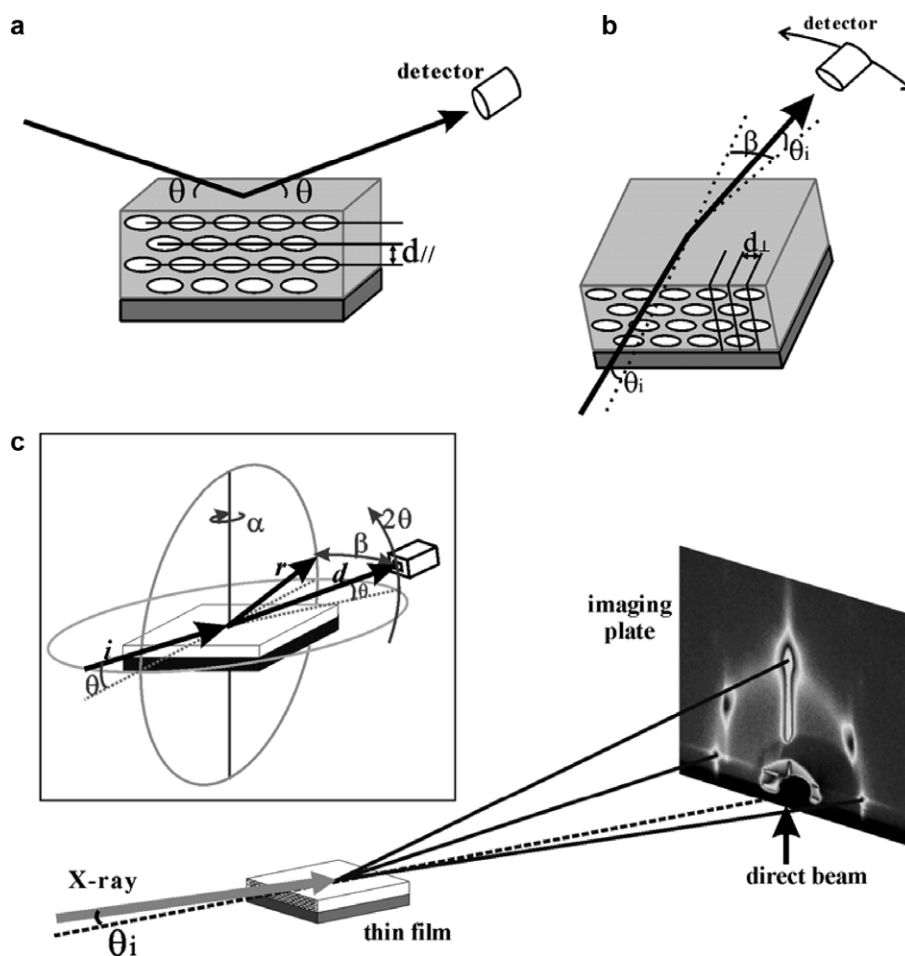 a
detector
θ
θ
d//
b
detector
β
θi
d⊥
θi
c
α
2θ
β
r
d
θ
i
θ
imaging
plate
X-ray
θi
thin film
direct beam